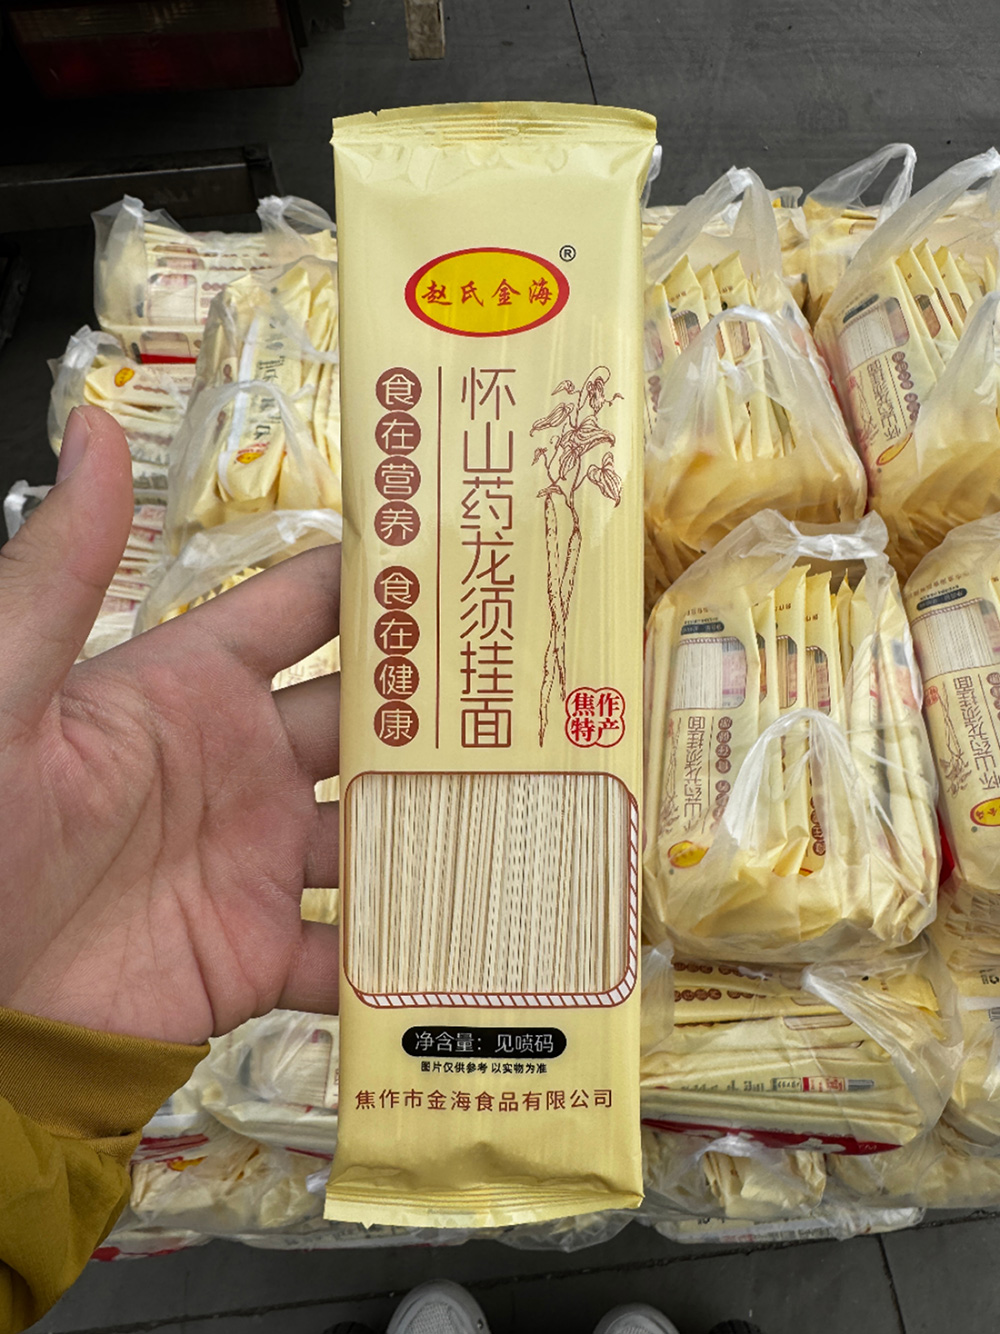 赵氏金海®
怀山药龙须挂面
食在营养 食在健康
焦作
特产
净含量：见喷码
图片仅供参考 以实物为准
焦作市金海食品有限公司